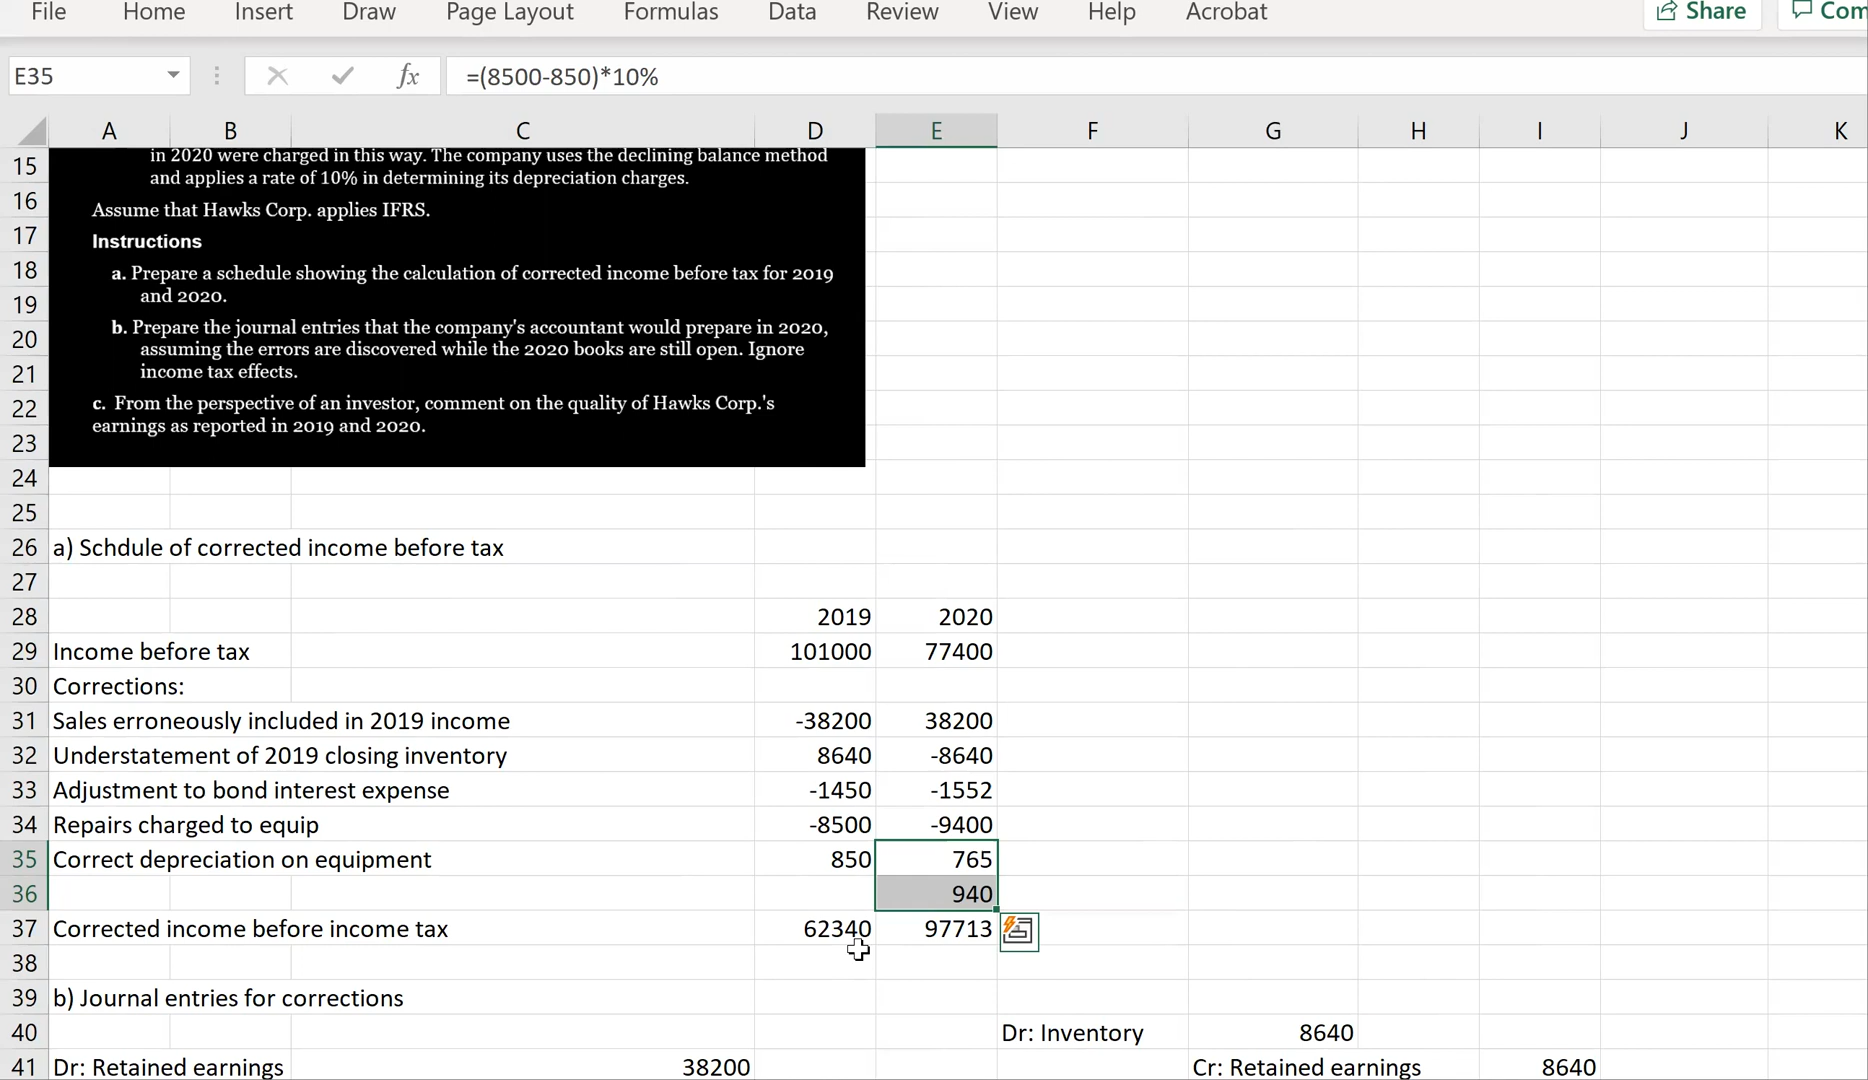 File Home Insert Draw Page Layout Formulas Data Review View Help Acrobat Share Com
E35 fx =(8500-850)*10%
A B C D E F G H I J K
15 in 2020 were charged in this way. The company uses the declining balance method
and applies a rate of 10% in determining its depreciation charges.
16 Assume that Hawks Corp. applies IFRS.
17 Instructions
18 a. Prepare a schedule showing the calculation of corrected income before tax for 2019
19 and 2020.
20 b. Prepare the journal entries that the company's accountant would prepare in 2020,
assuming the errors are discovered while the 2020 books are still open. Ignore
21 income tax effects.
22 c. From the perspective of an investor, comment on the quality of Hawks Corp.'s
23 earnings as reported in 2019 and 2020.
24
25
26 a) Schdule of corrected income before tax
27
28 2019 2020
29 Income before tax 101000 77400
30 Corrections:
31 Sales erroneously included in 2019 income -38200 38200
32 Understatement of 2019 closing inventory 8640 -8640
33 Adjustment to bond interest expense -1450 -1552
34 Repairs charged to equip -8500 -9400
35 Correct depreciation on equipment 850 765
36 940
37 Corrected income before income tax 62340 97713
38
39 b) Journal entries for corrections
40 Dr: Inventory 8640
41 Dr: Retained earnings 38200 Cr: Retained earnings 8640